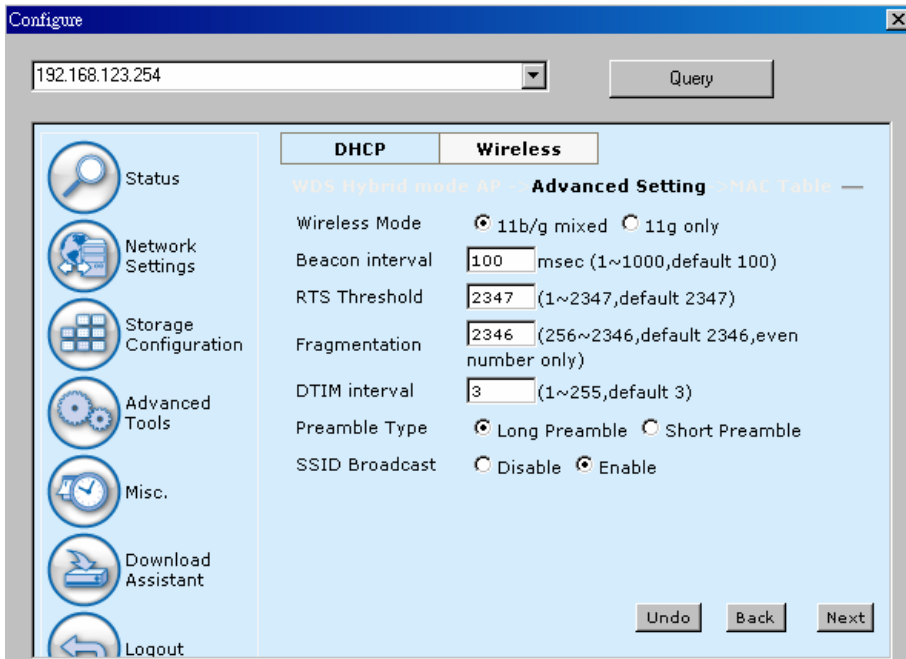 Configure
192.168.123.254
Query
Status
Network
Settings
Storage
Configuration
Advanced
Tools
Misc.
Download
Assistant
Logout
DHCP Wireless
WDS Hybrid mode AP ->Advanced Setting->MAC Table
Wireless Mode 11b/g mixed 11g only
Beacon interval 100 msec (1~1000,default 100)
RTS Threshold 2347 (1~2347,default 2347)
Fragmentation 2346 (256~2346,default 2346,even
number only)
DTIM interval 3 (1~255,default 3)
Preamble Type Long Preamble Short Preamble
SSID Broadcast Disable Enable
Undo Back Next